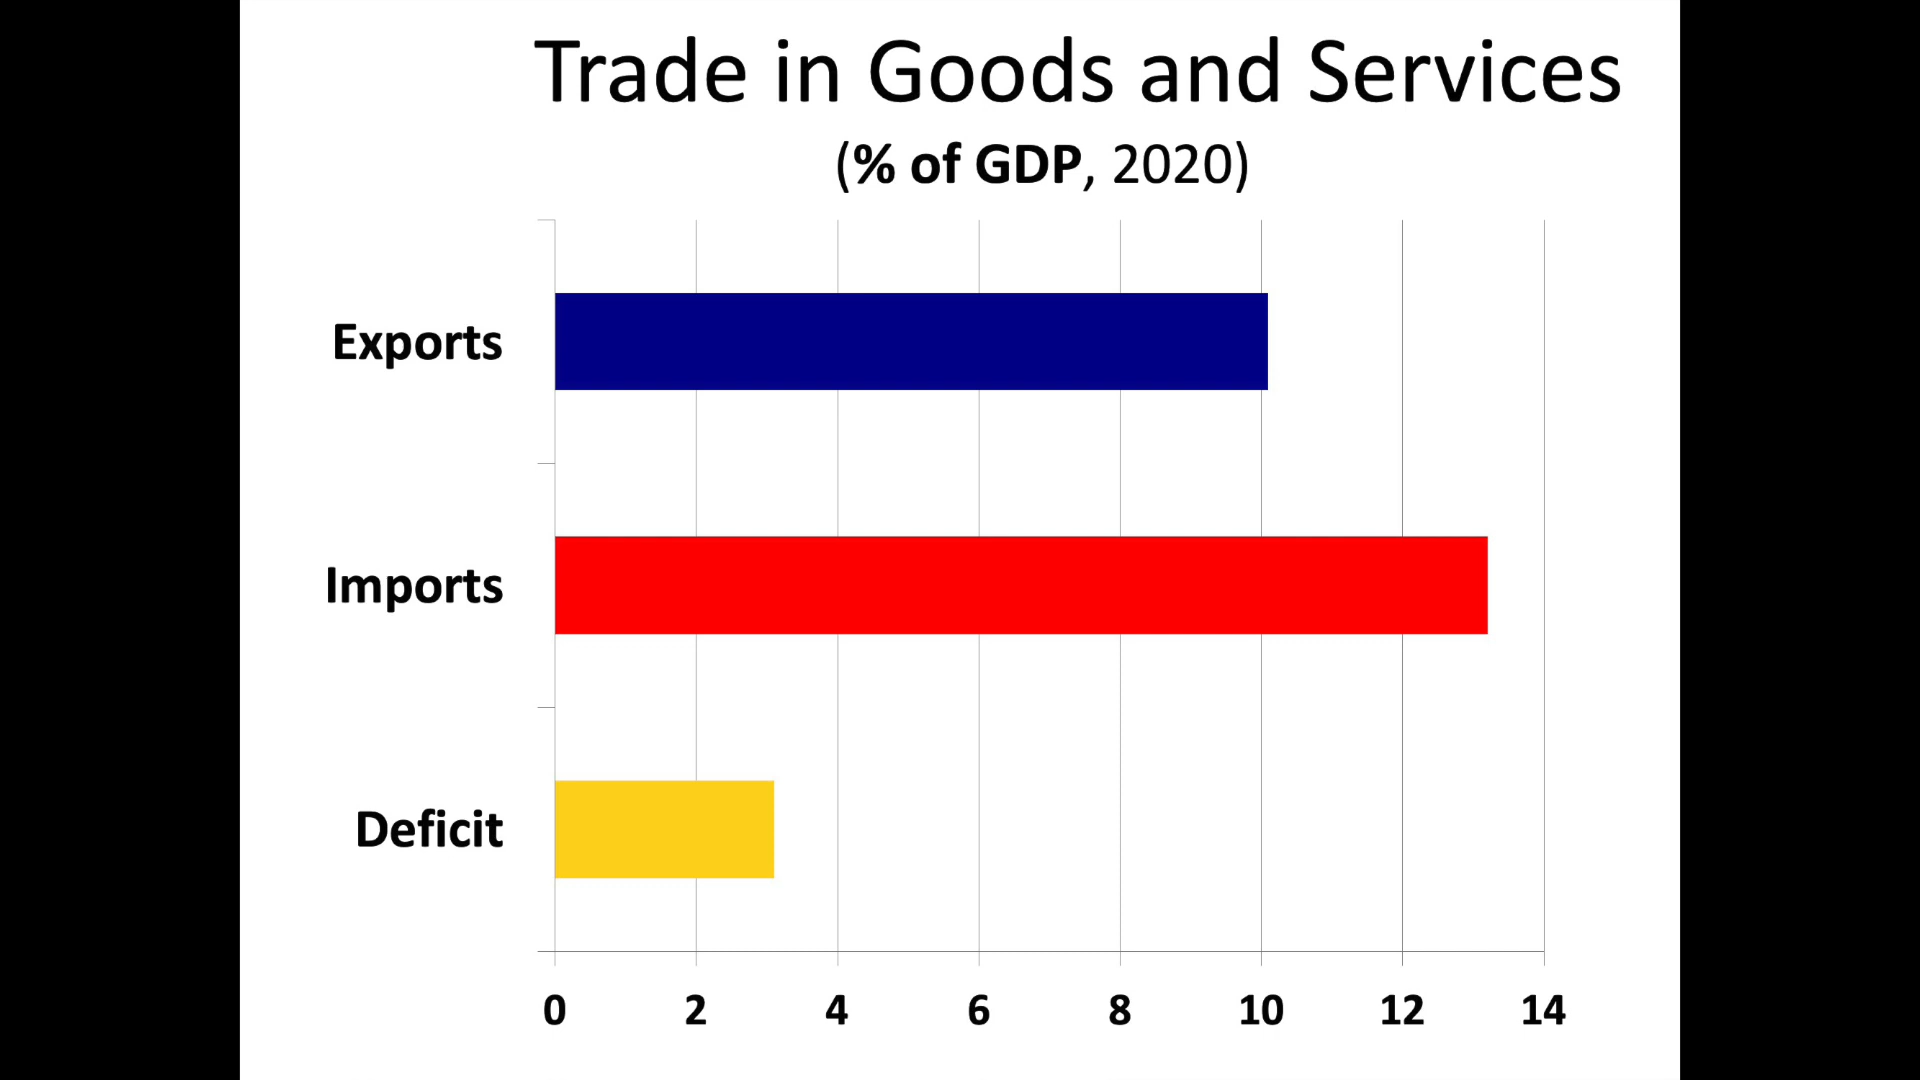 Trade in Goods and Services
(% of GDP, 2020)
Exports
Imports
Deficit
0 2 4 6 8 10 12 14